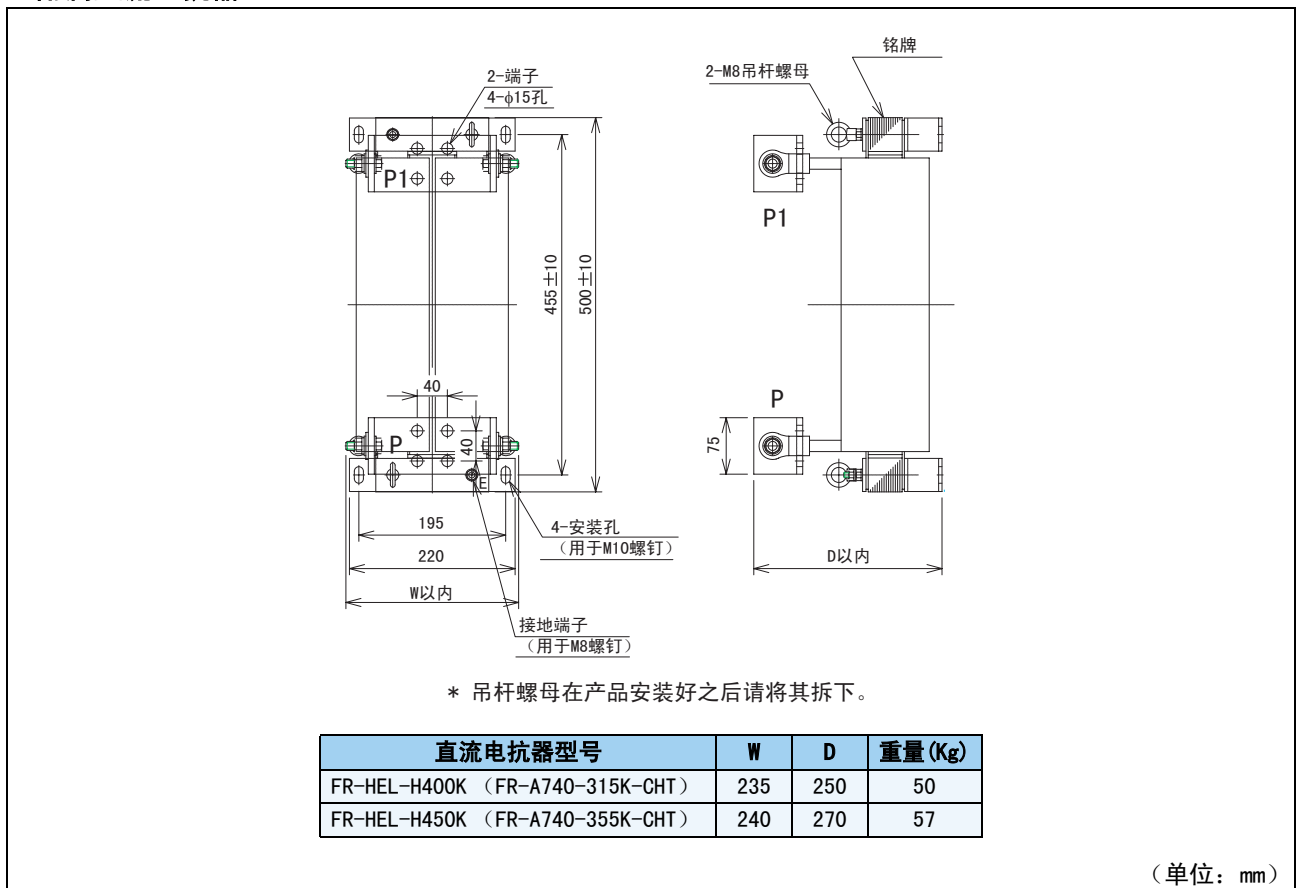 铭牌
2-M8吊杆螺母
2-端子
4-φ15孔
P1
P1
455±10
500±10
40
P
40
E
P
75
195
220
W以内
4-安装孔
（用于M10螺钉）
D以内
接地端子
（用于M8螺钉）
* 吊杆螺母在产品安装好之后请将其拆下。
直流电抗器型号 W D 重量(Kg)
FR-HEL-H400K （FR-A740-315K-CHT） 235 250 50
FR-HEL-H450K （FR-A740-355K-CHT） 240 270 57
（单位：mm）